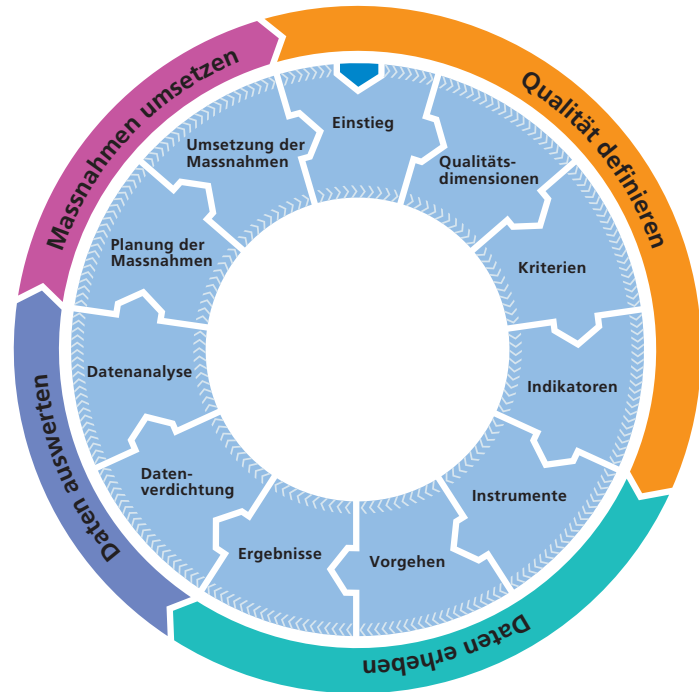 Qualität definieren
Daten erheben
Daten auswerten
Massnahmen umsetzen
Einstieg
Qualitäts-
dimensionen
Kriterien
Indikatoren
Instrumente
Vorgehen
Ergebnisse
Daten-
verdichtung
Datenanalyse
Planung der
Massnahmen
Umsetzung der
Massnahmen